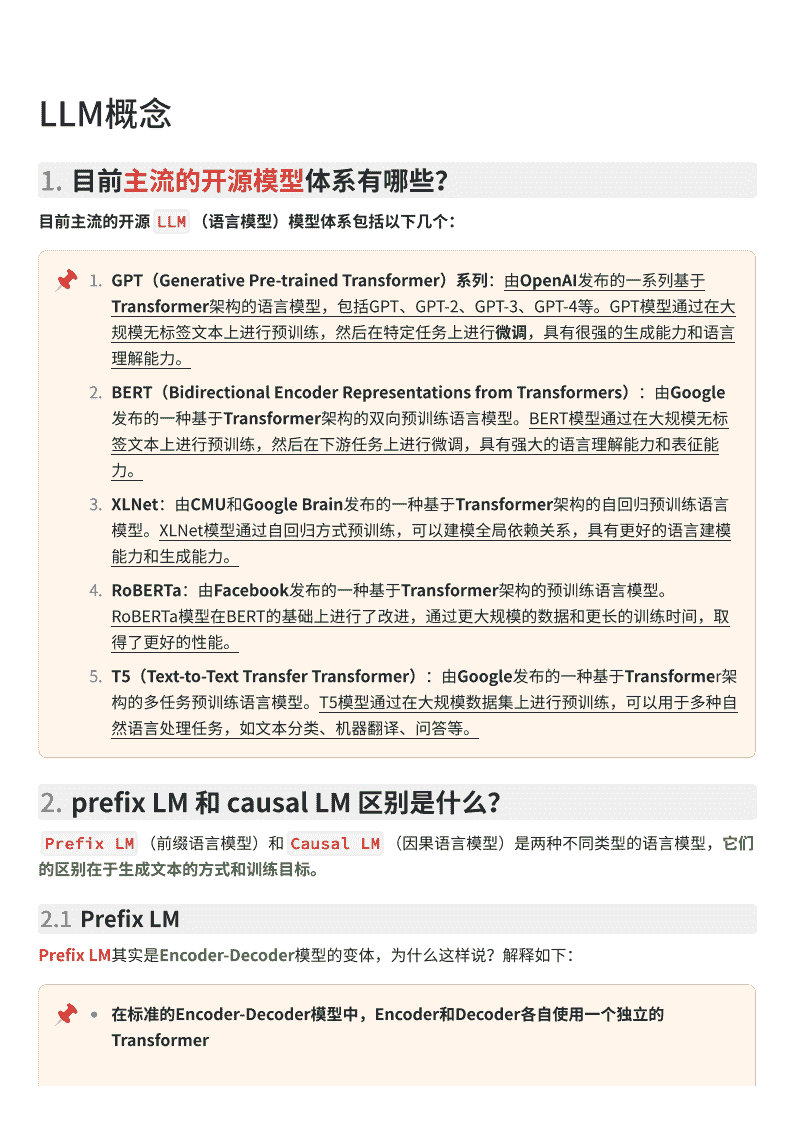 LLM概念
1. 目前主流的开源模型体系有哪些？
目前主流的开源 LLM （语言模型）模型体系包括以下几个：
1. GPT（Generative Pre-trained Transformer）系列：由OpenAI发布的一系列基于
Transformer架构的语言模型，包括GPT、GPT-2、GPT-3、GPT-4等。GPT模型通过在大
规模无标签文本上进行预训练，然后在特定任务上进行微调，具有很强的生成能力和语言
理解能力。
2. BERT（Bidirectional Encoder Representations from Transformers）：由Google
发布的一种基于Transformer架构的双向预训练语言模型。BERT模型通过在大规模无标
签文本上进行预训练，然后在下游任务上进行微调，具有强大的语言理解能力和表征能
力。
3. XLNet：由CMU和Google Brain发布的一种基于Transformer架构的自回归预训练语言
模型。XLNet模型通过自回归方式预训练，可以建模全局依赖关系，具有更好的语言建模
能力和生成能力。
4. RoBERTa：由Facebook发布的一种基于Transformer架构的预训练语言模型。
RoBERTa模型在BERT的基础上进行了改进，通过更大规模的数据和更长的训练时间，取
得了更好的性能。
5. T5（Text-to-Text Transfer Transformer）：由Google发布的一种基于Transformer架
构的多任务预训练语言模型。T5模型通过在大规模数据集上进行预训练，可以用于多种自
然语言处理任务，如文本分类、机器翻译、问答等。
2. prefix LM 和 causal LM 区别是什么？
Prefix LM （前缀语言模型）和 Causal LM （因果语言模型）是两种不同类型的语言模型，它们
的区别在于生成文本的方式和训练目标。
2.1 Prefix LM
Prefix LM其实是Encoder-Decoder模型的变体，为什么这样说？解释如下：
• 在标准的Encoder-Decoder模型中，Encoder和Decoder各自使用一个独立的
Transformer